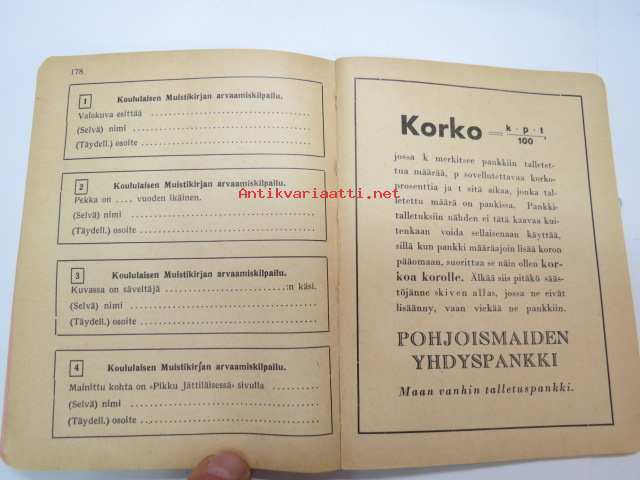 178
1 Koululaisen Muistikirjan arvaamiskilpailu.
Valokuva esittää
(Selvä) nimi
(Täydell.) osoite
2 Koululaisen Muistikirjan arvaamiskilpailu.
Pekka on .... vuoden ikäinen.
(Selvä) nimi
(Täydell.) osoite
3 Koululaisen Muistikirjan arvaamiskilpailu.
Kuvassa on säveltäjä :n käsi.
(Selvä) nimi
(Täydell.) osoite
4 Koululaisen Muistikirjan arvaamiskilpailu.
Mainittu kohta on »Pikku Jättiläisessä» sivulla
(Selvä) nimi
(Täydell.) osoite
Antikvariaatti.net
Korko = k · p · t,
100
jossa k merkitsee pankkiin talletet-
tua määrää, p sovellutettavaa korko-
prosenttia ja t sitä aikaa, jonka tal-
letettu määrä on pankissa. Pankki-
talletuksiin nähden ei tätä kaavaa kui-
tenkaan voida sellaisenaan käyttää,
sillä kun pankki määräajoin lisää koron
pääomaan, suorittaa se näin ollen kor-
koa korolle. Älkää siis pitäkö sääs-
töjänne skiven allas, jossa ne eivät
lisäänny, vaan viekää ne pankkiin.
POHJOISMAIDEN
YHDYSPANKKI
Maan vanhin talletuspankki.